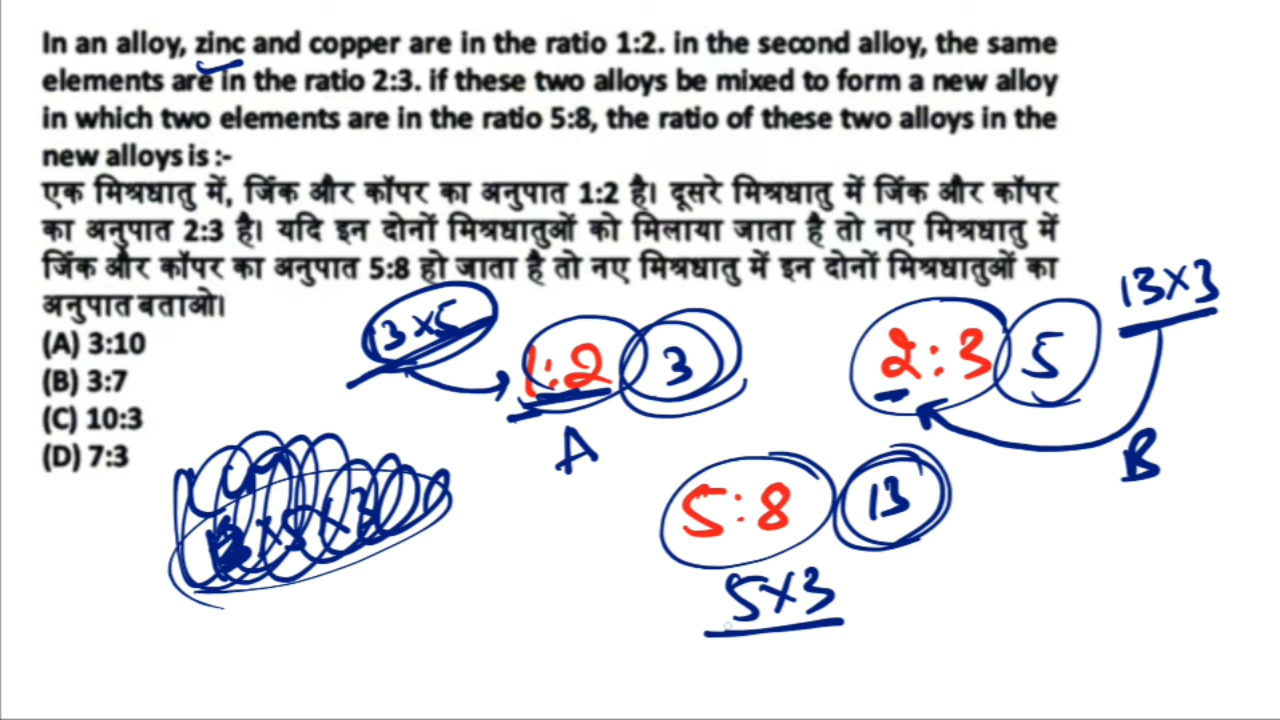 In an alloy, zinc and copper are in the ratio 1:2. in the second alloy, the same
elements are in the ratio 2:3. if these two alloys be mixed to form a new alloy
in which two elements are in the ratio 5:8, the ratio of these two alloys in the
new alloys is :-
एक मिश्रधातु में, जिंक और कॉपर का अनुपात 1:2 है। दूसरे मिश्रधातु में जिंक और कॉपर
का अनुपात 2:3 है। यदि इन दोनों मिश्रधातुओं को मिलाया जाता है तो नए मिश्रधातु में
जिंक और कॉपर का अनुपात 5:8 हो जाता है तो नए मिश्रधातु में इन दोनों मिश्रधातुओं का
अनुपात बताओ।
(A) 3:10
(B) 3:7
(C) 10:3
(D) 7:3
13×5
1:2 3
A
2:3 5
13×3
B
5:8 13
5×3